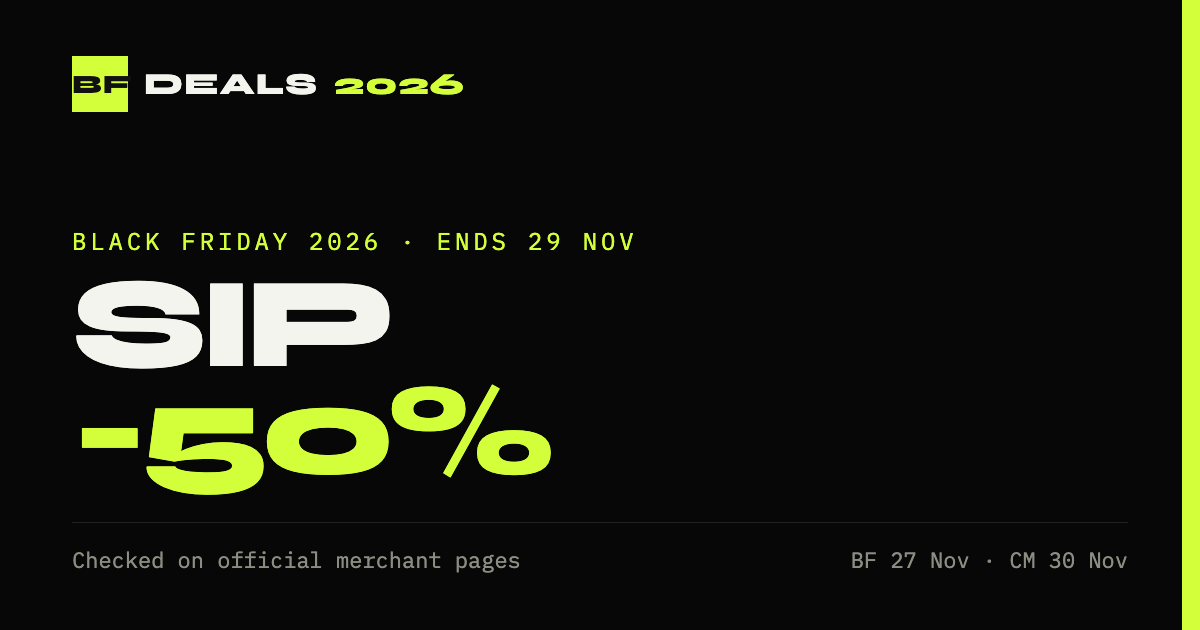 BF DEALS 2026
BLACK FRIDAY 2026 · ENDS 29 NOV
SIP
-50%
Checked on official merchant pages
BF 27 Nov · CM 30 Nov